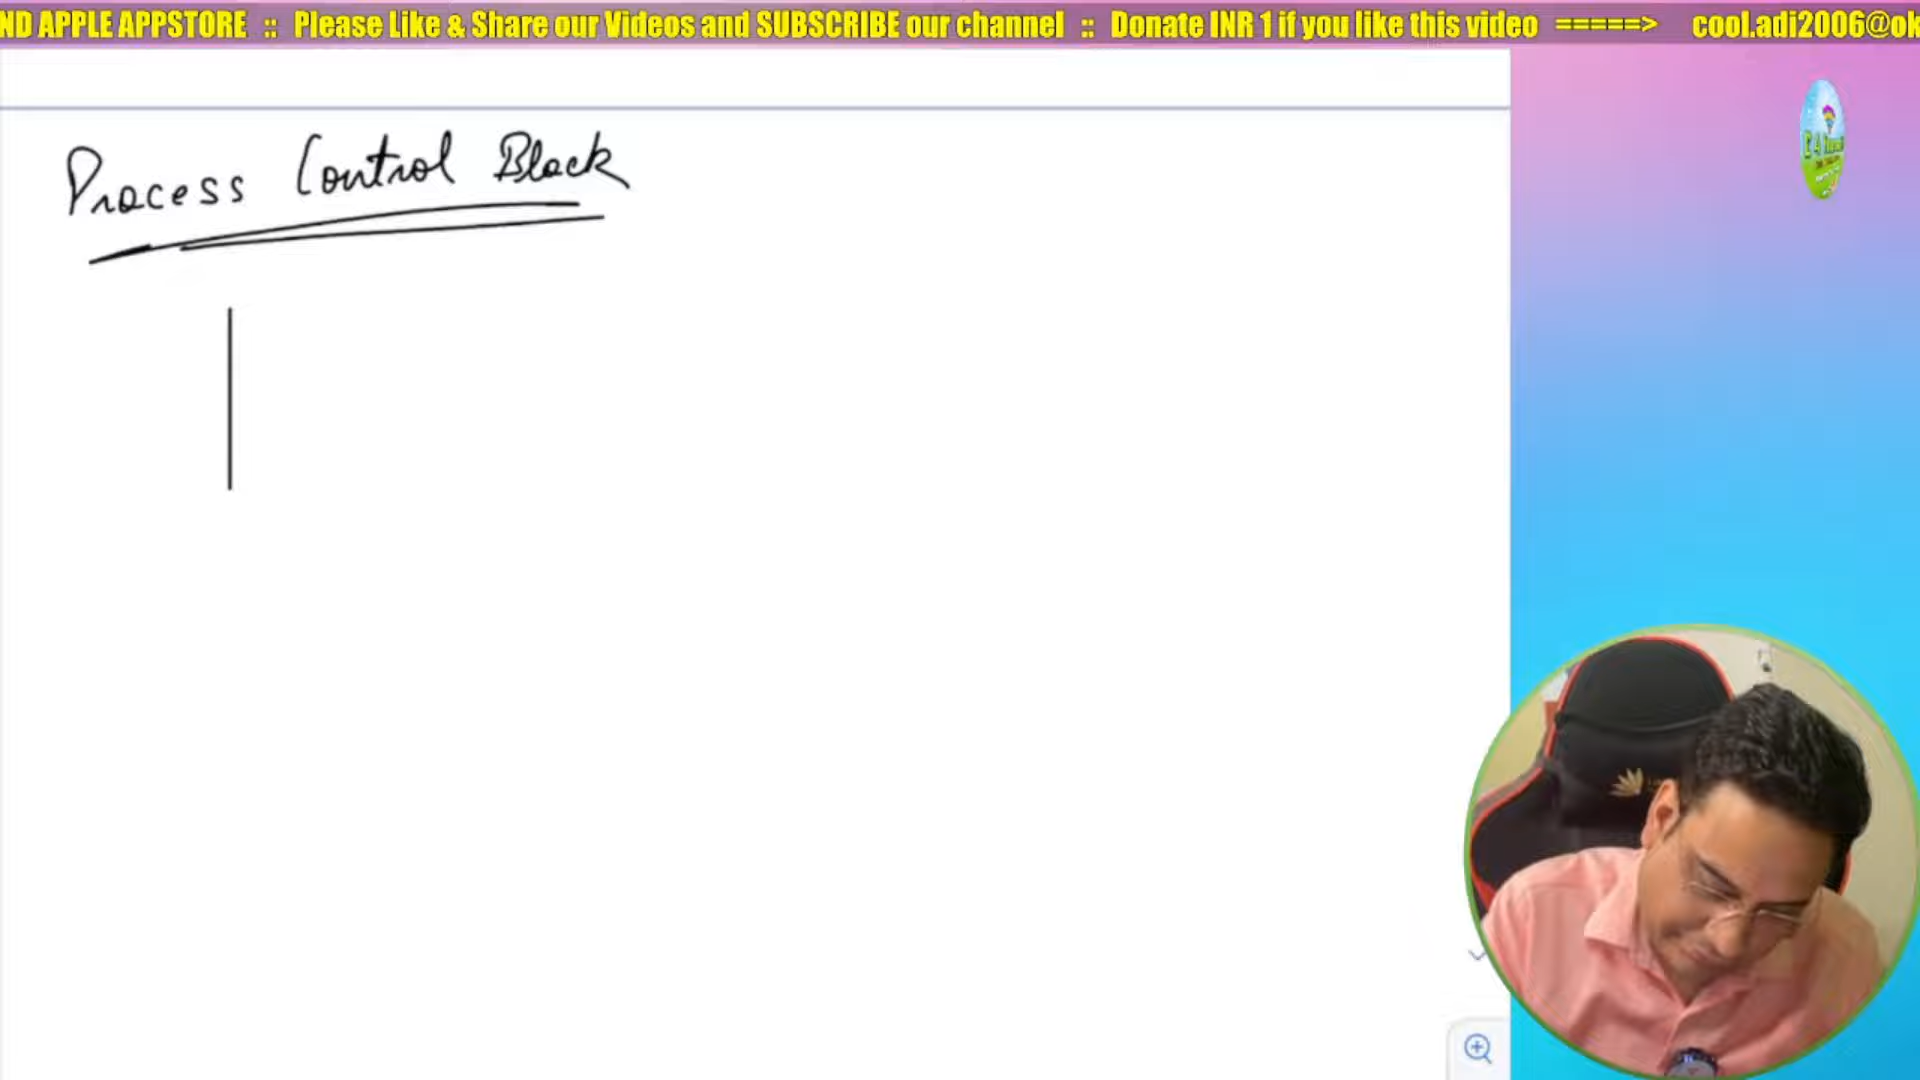 ND APPLE APPSTORE :: Please Like & Share our Videos and SUBSCRIBE our channel :: Donate INR 1 if you like this video =====> cool.adi2006@ok
Process Control Block